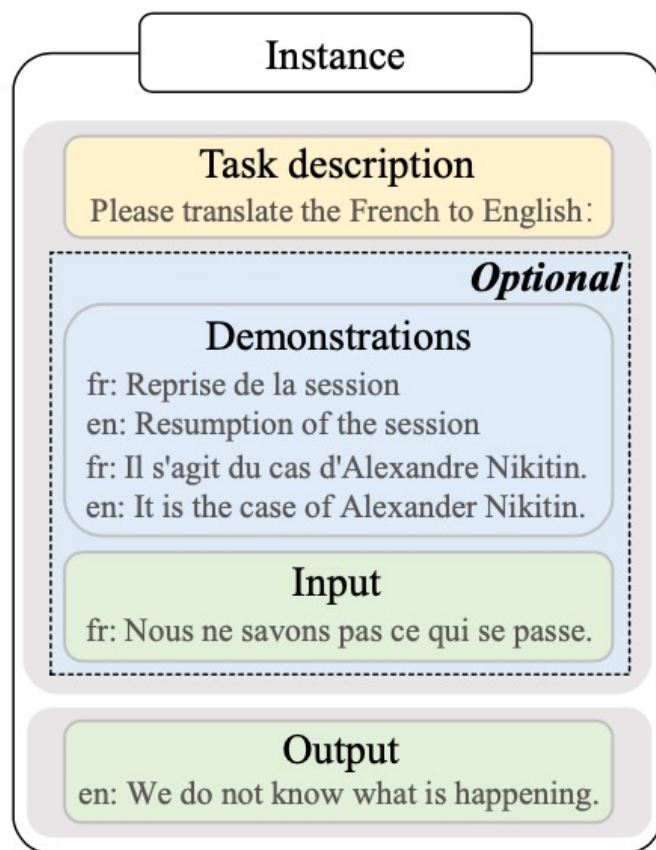 Instance
Task description
Please translate the French to English:
Optional
Demonstrations
fr: Reprise de la session
en: Resumption of the session
fr: Il s'agit du cas d'Alexandre Nikitin.
en: It is the case of Alexander Nikitin.
Input
fr: Nous ne savons pas ce qui se passe.
Output
en: We do not know what is happening.